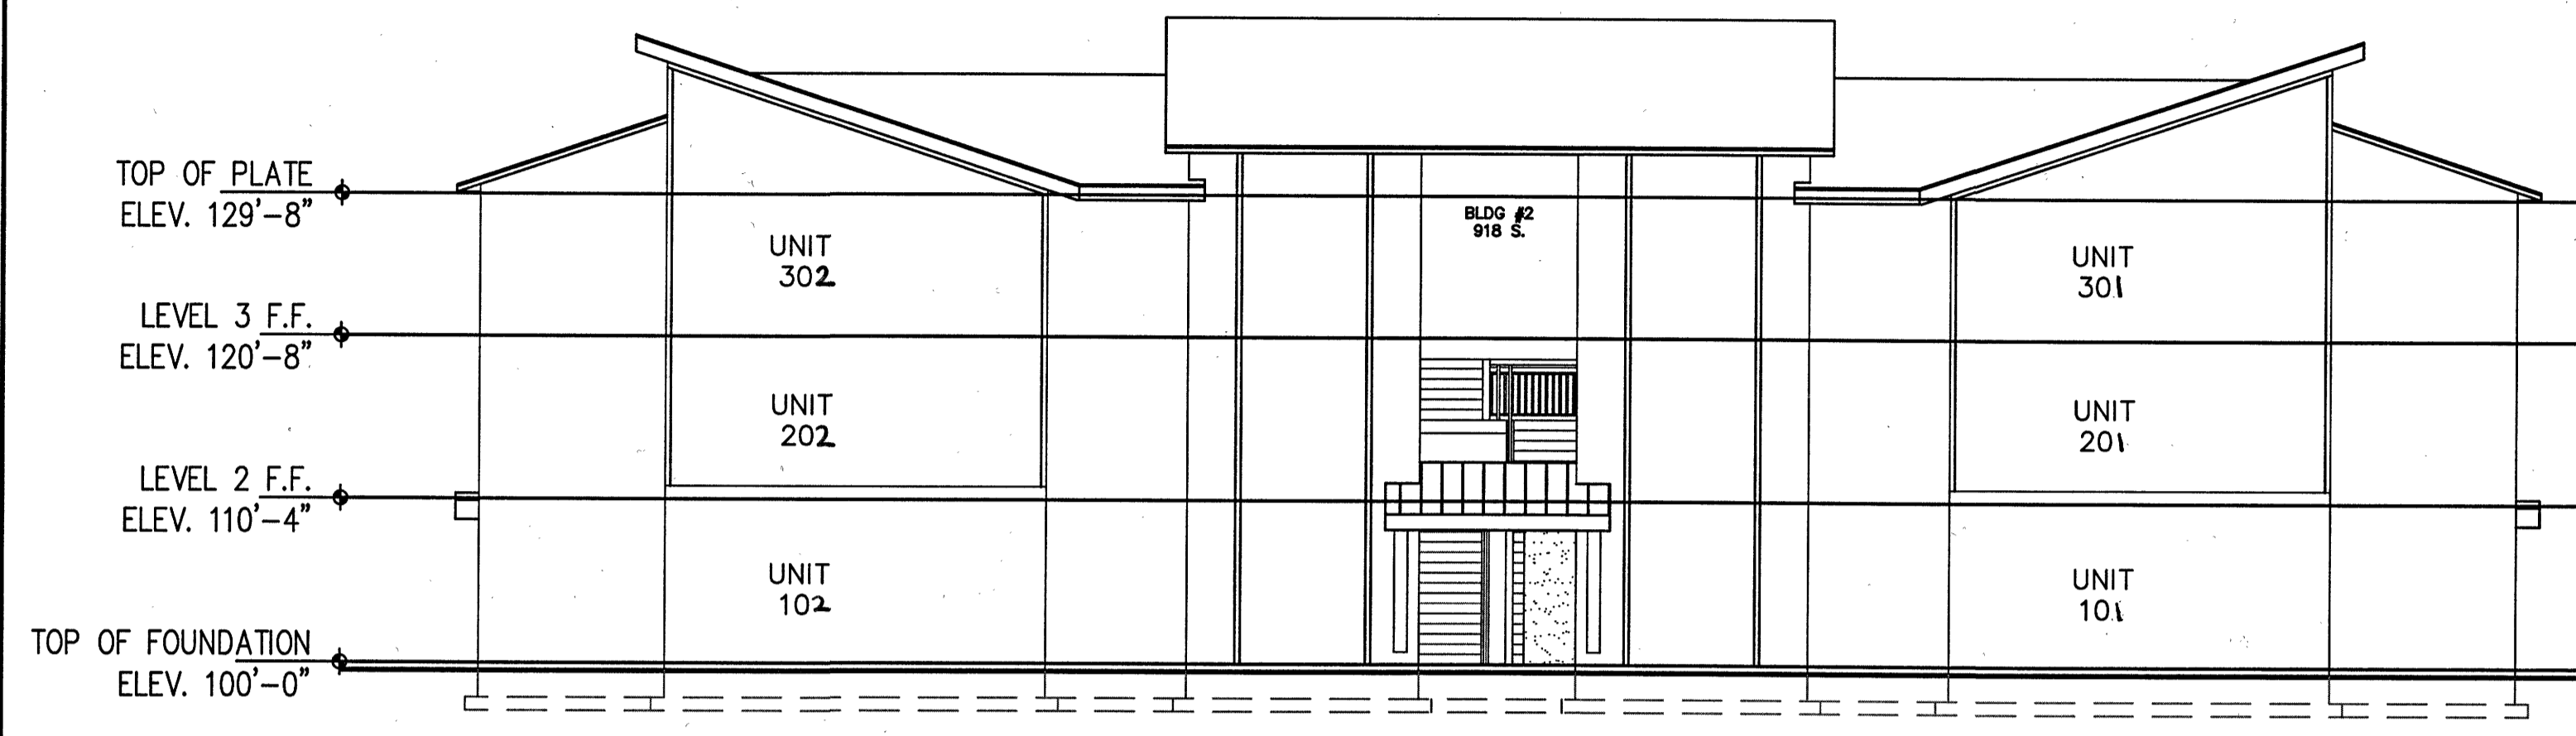 TOP OF PLATE
ELEV. 129'-8"
LEVEL 3 F.F.
ELEV. 120'-8"
LEVEL 2 F.F.
ELEV. 110'-4"
TOP OF FOUNDATION
ELEV. 100'-0"
UNIT
302
UNIT
202
UNIT
102
BLDG #2
918 S.
UNIT
301
UNIT
201
UNIT
101